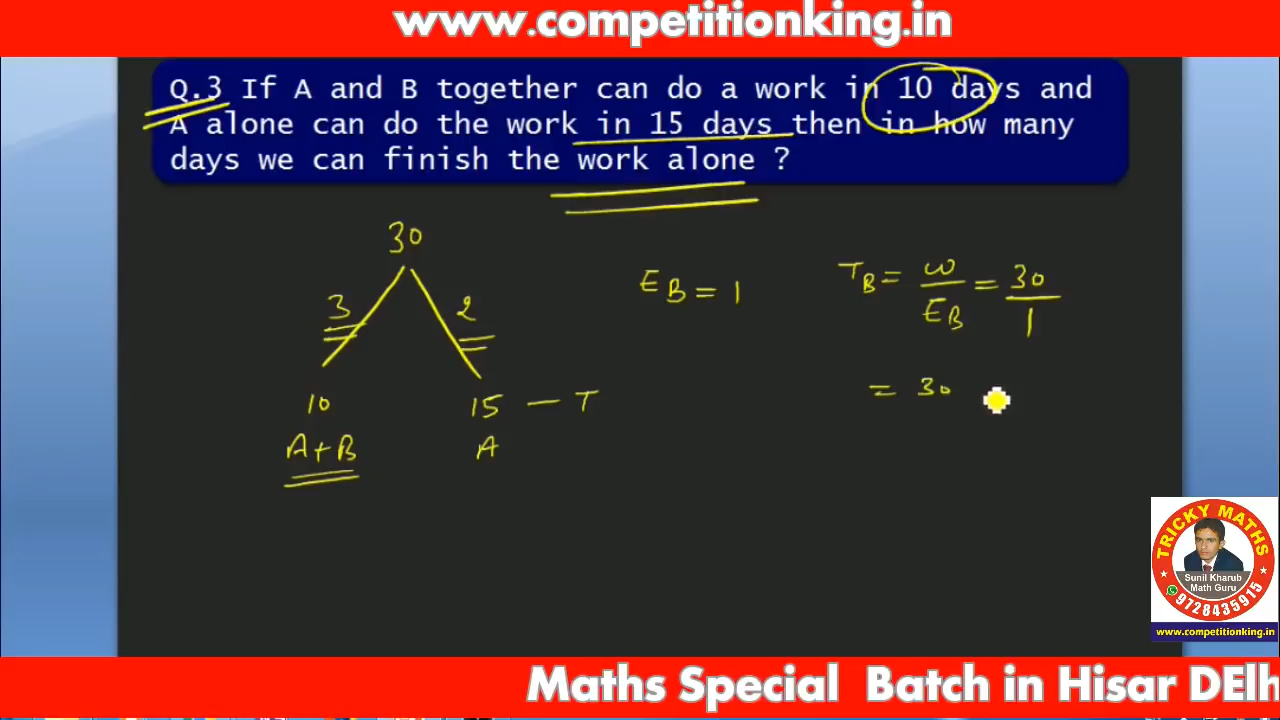 www.competitionking.in
Q.3 If A and B together can do a work in 10 days and
A alone can do the work in 15 days then in how many
days we can finish the work alone ?
30
3 2
10 15 — T
A+B A
E_B = 1
T_B = w/E_B = 30/1
= 30
TRICKY MATHS
Sunil Kharub
Math Guru
9728435915
www.competitionking.in
Maths Special Batch in Hisar DElh